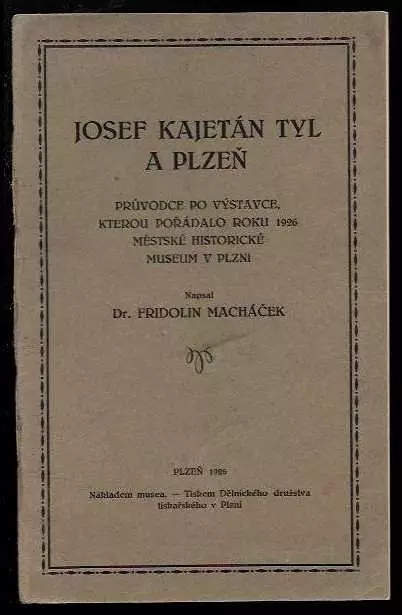 JOSEF KAJETÁN TYL
A PLZEŇ
PRŮVODCE PO VÝSTAVCE,
KTEROU POŘÁDALO ROKU 1926
MĚSTSKÉ HISTORICKÉ
MUSEUM V PLZNI
Napsal
Dr. FRIDOLIN MACHÁČEK
PLZEŇ 1926
Nákladem musea. — Tiskem Dělnického družstva
tiskařského v Plzni